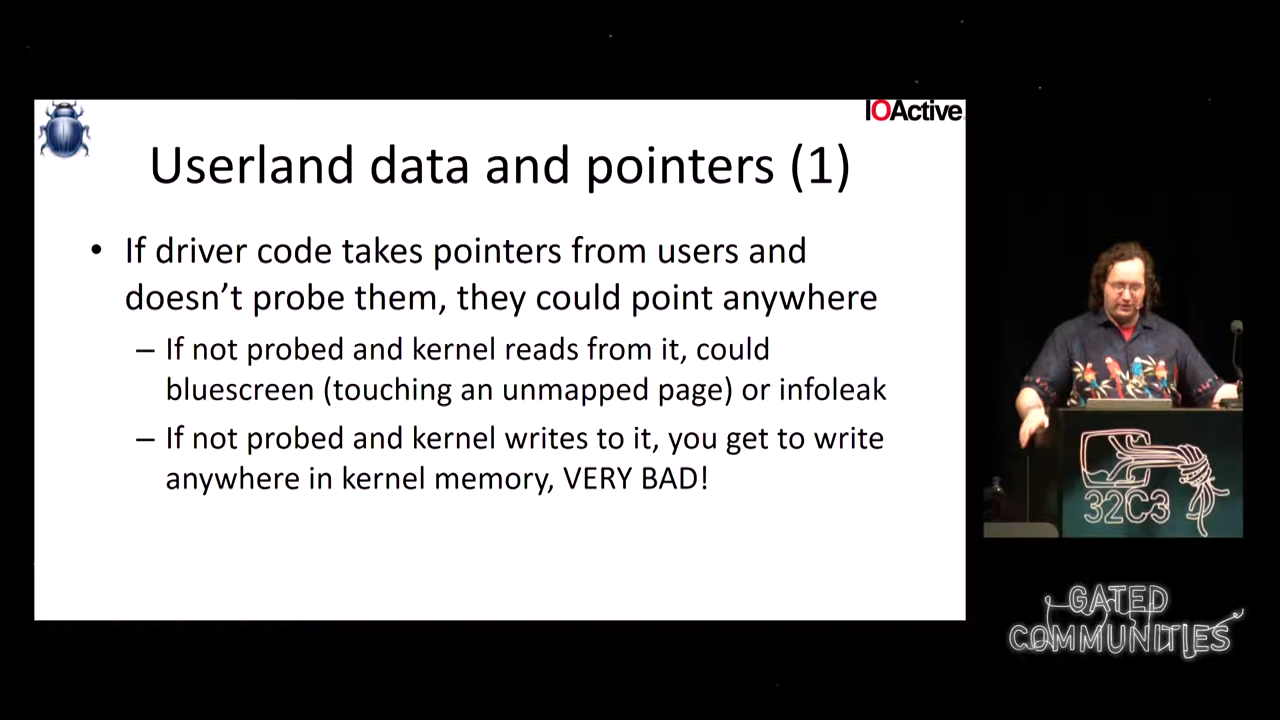 IOActive
Userland data and pointers (1)
• If driver code takes pointers from users and
doesn’t probe them, they could point anywhere
– If not probed and kernel reads from it, could
bluescreen (touching an unmapped page) or infoleak
– If not probed and kernel writes to it, you get to write
anywhere in kernel memory, VERY BAD!
32C3
GATED
COMMUNITIES